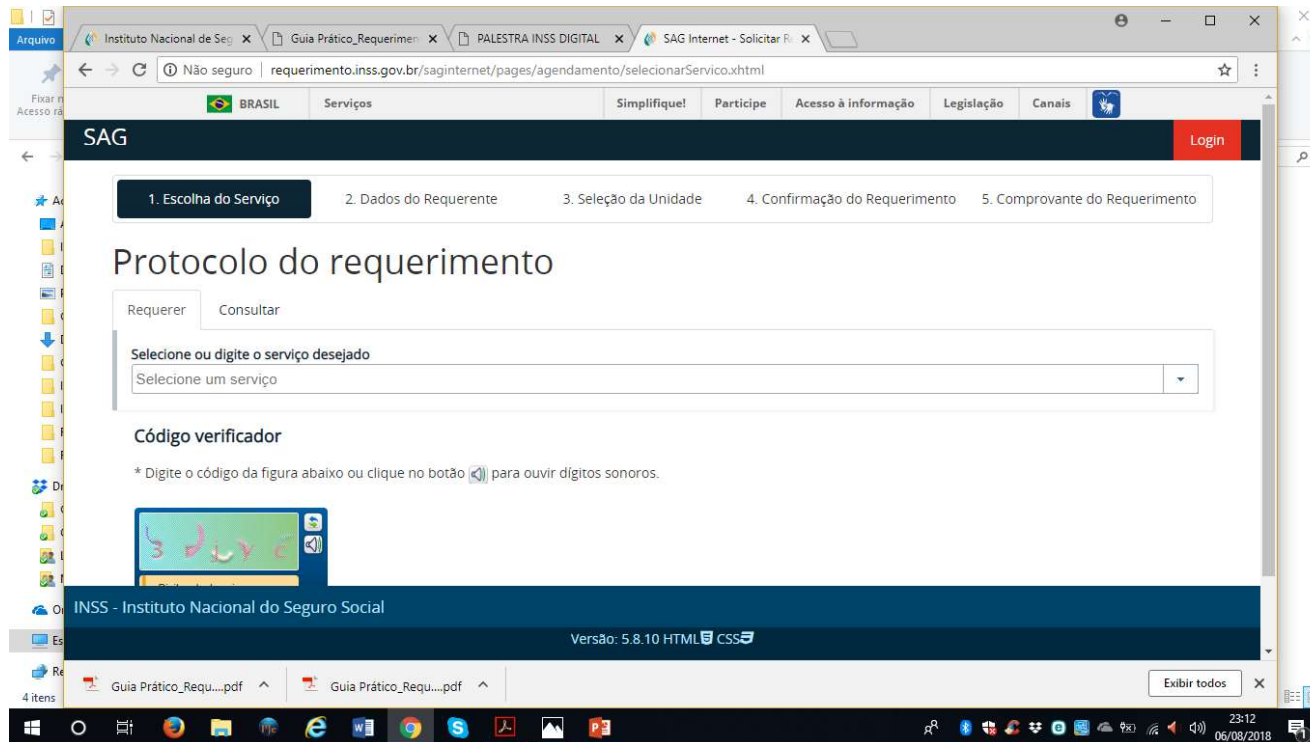 Arquivo
Instituto Nacional de Seg
Guia Prático_Requerimen
PALESTRA INSS DIGITAL
SAG Internet - Solicitar R
Não seguro | requerimento.inss.gov.br/saginternet/pages/agendamento/selecionarServico.xhtml
BRASIL Serviços Simplifique! Participe Acesso à informação Legislação Canais
SAG Login
1. Escolha do Serviço 2. Dados do Requerente 3. Seleção da Unidade 4. Confirmação do Requerimento 5. Comprovante do Requerimento
Protocolo do requerimento
Requerer Consultar
Selecione ou digite o serviço desejado
Selecione um serviço
Código verificador
* Digite o código da figura abaixo ou clique no botão para ouvir dígitos sonoros.
INSS - Instituto Nacional do Seguro Social
Versão: 5.8.10 HTML CSS
Guia Prático_Requ....pdf Guia Prático_Requ....pdf Exibir todos
4 itens
23:12
06/08/2018